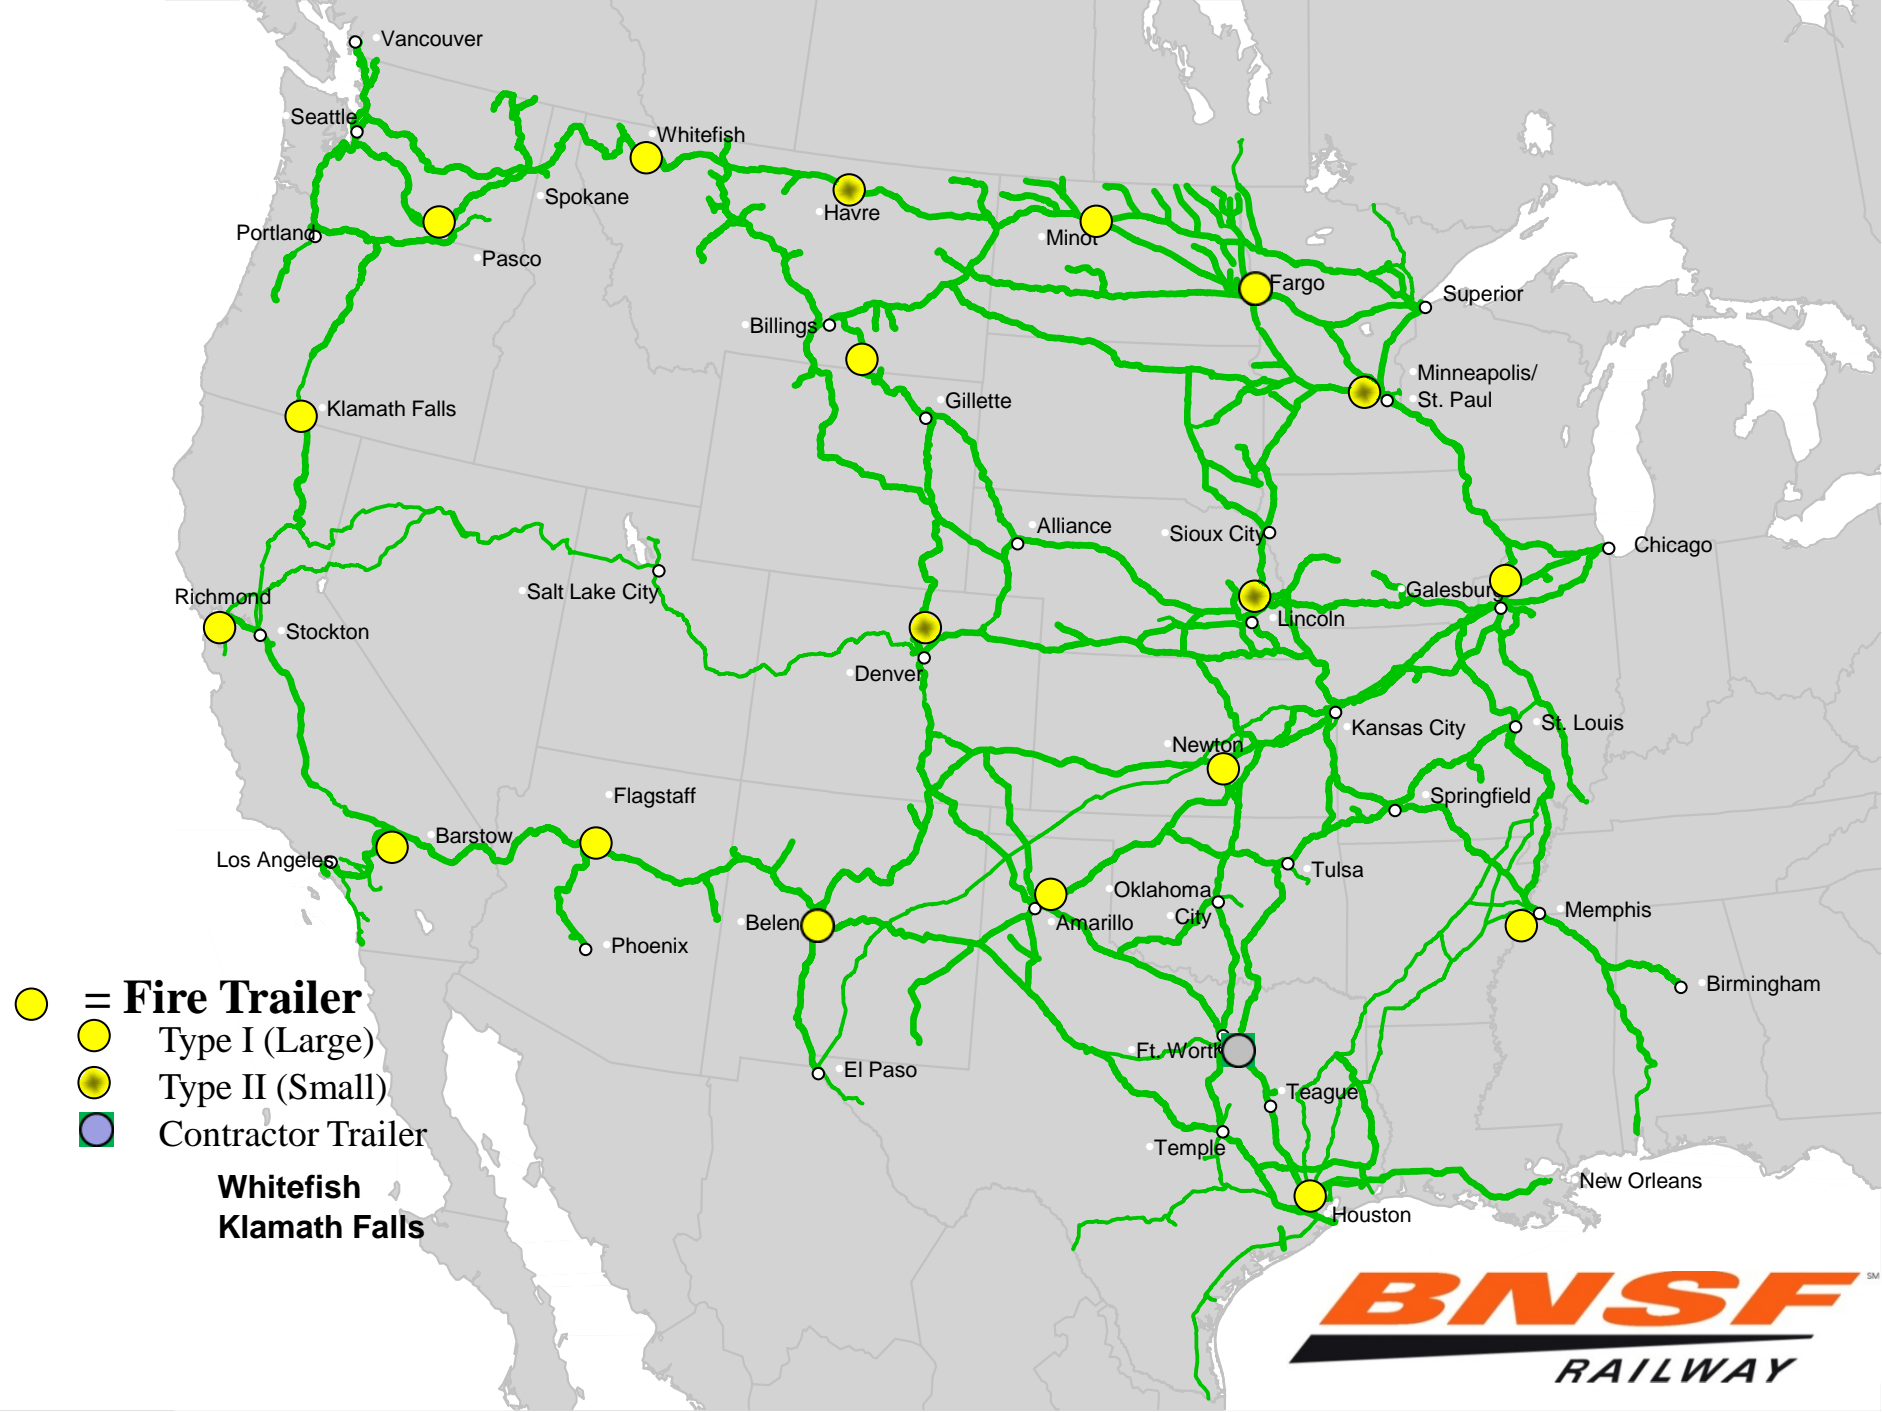 Vancouver
Seattle
Whitefish
Spokane
Havre
Portland
Minot
Pasco
Fargo
Superior
Billings
Minneapolis/
St. Paul
Gillette
Klamath Falls
Alliance
Sioux City
Chicago
Salt Lake City
Galesburg
Richmond
Lincoln
Stockton
Denver
St. Louis
Kansas City
Newton
Flagstaff
Springfield
Barstow
Los Angeles
Tulsa
Oklahoma
City
Memphis
Belen
Amarillo
Phoenix
Birmingham
= Fire Trailer
Type I (Large)
Ft. Worth
El Paso
Type II (Small)
Teague
Contractor Trailer
Temple
Whitefish
New Orleans
Klamath Falls
Houston
BNSF
SM
RAILWAY